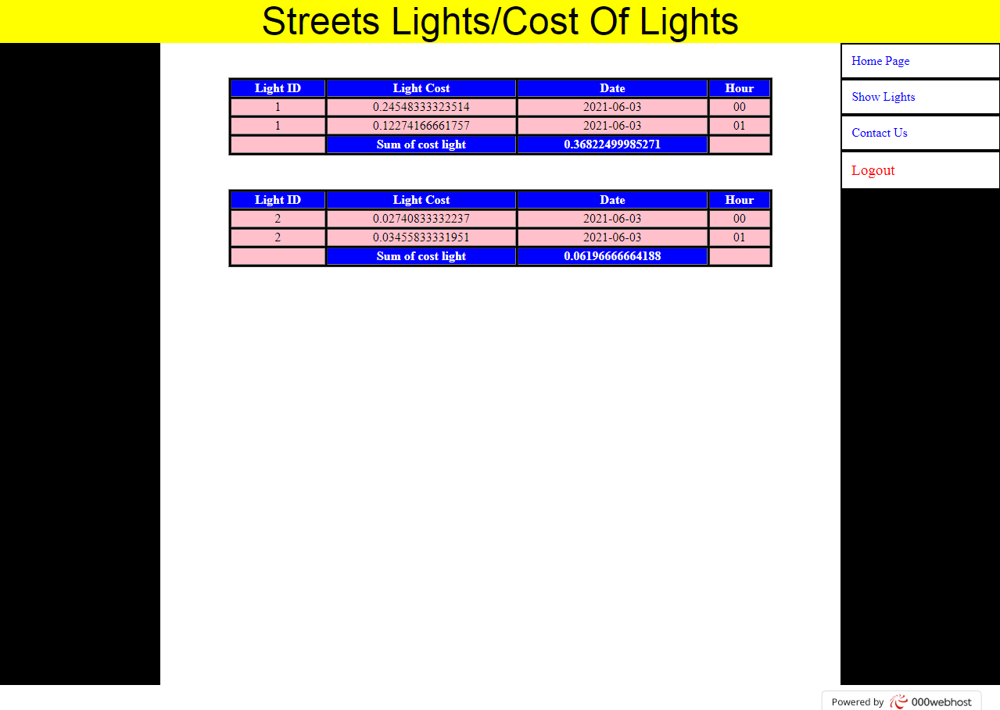 Streets Lights/Cost Of Lights
Home Page
Show Lights
Contact Us
Logout
Light ID Light Cost Date Hour
1 0.24548333323514 2021-06-03 00
1 0.12274166661757 2021-06-03 01
Sum of cost light 0.36822499985271
Light ID Light Cost Date Hour
2 0.02740833332237 2021-06-03 00
2 0.03455833331951 2021-06-03 01
Sum of cost light 0.06196666664188
Powered by 000webhost